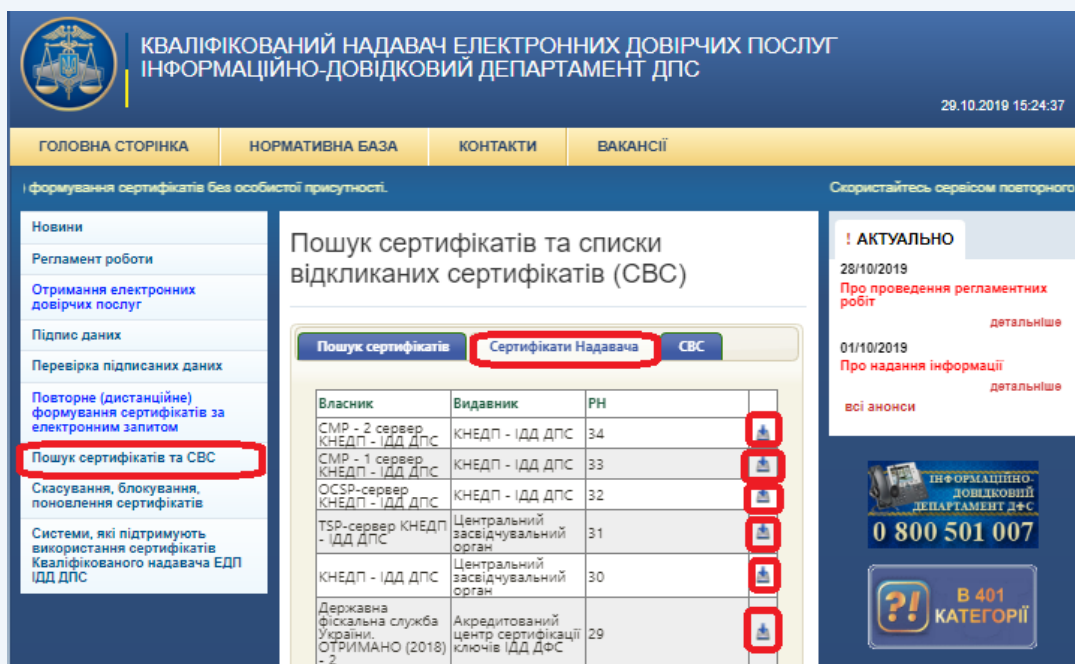 КВАЛІФІКОВАНИЙ НАДАВАЧ ЕЛЕКТРОННИХ ДОВІРЧИХ ПОСЛУГ
ІНФОРМАЦІЙНО-ДОВІДКОВИЙ ДЕПАРТАМЕНТ ДПС
29.10.2019 15:24:37
ГОЛОВНА СТОРІНКА
НОРМАТИВНА БАЗА
КОНТАКТИ
ВАКАНСІЇ
формування сертифікатів без особистої присутності.
Скористайтесь сервісом повторного
Новини
Регламент роботи
Отримання електронних
довірчих послуг
Підпис даних
Перевірка підписаних даних
Повторне (дистанційне)
формування сертифікатів за
електронним запитом
Пошук сертифікатів та СВС
Скасування, блокування,
поновлення сертифікатів
Системи, які підтримують
використання сертифікатів
Кваліфікованого надавача ЕДП
ІДД ДПС
Пошук сертифікатів та списки
відкликаних сертифікатів (СВС)
Пошук сертифікатів
Сертифікати Надавача
СВС
Власник Видавник РН
CMP - 2 сервер
КНЕДП - ІДД ДПС КНЕДП - ІДД ДПС 34
CMP - 1 сервер
КНЕДП - ІДД ДПС КНЕДП - ІДД ДПС 33
OCSP-сервер
КНЕДП - ІДД ДПС КНЕДП - ІДД ДПС 32
TSP-сервер КНЕДП
- ІДД ДПС
Центральний
засвідчувальний
орган
31
КНЕДП - ІДД ДПС
Центральний
засвідчувальний
орган
30
Державна
фіскальна служба
України.
ОТРИМАНО (2018)
- 2
Акредитований
центр сертифікації
ключів ІДД ДФС
29
! АКТУАЛЬНО
28/10/2019
Про проведення регламентних
робіт
детальніше
01/10/2019
Про надання інформації
детальніше
всі анонси
ІНФОРМАЦІЙНО-
ДОВІДКОВИЙ
ДЕПАРТАМЕНТ ДФС
0 800 501 007
?!
В 401
КАТЕГОРІЇ